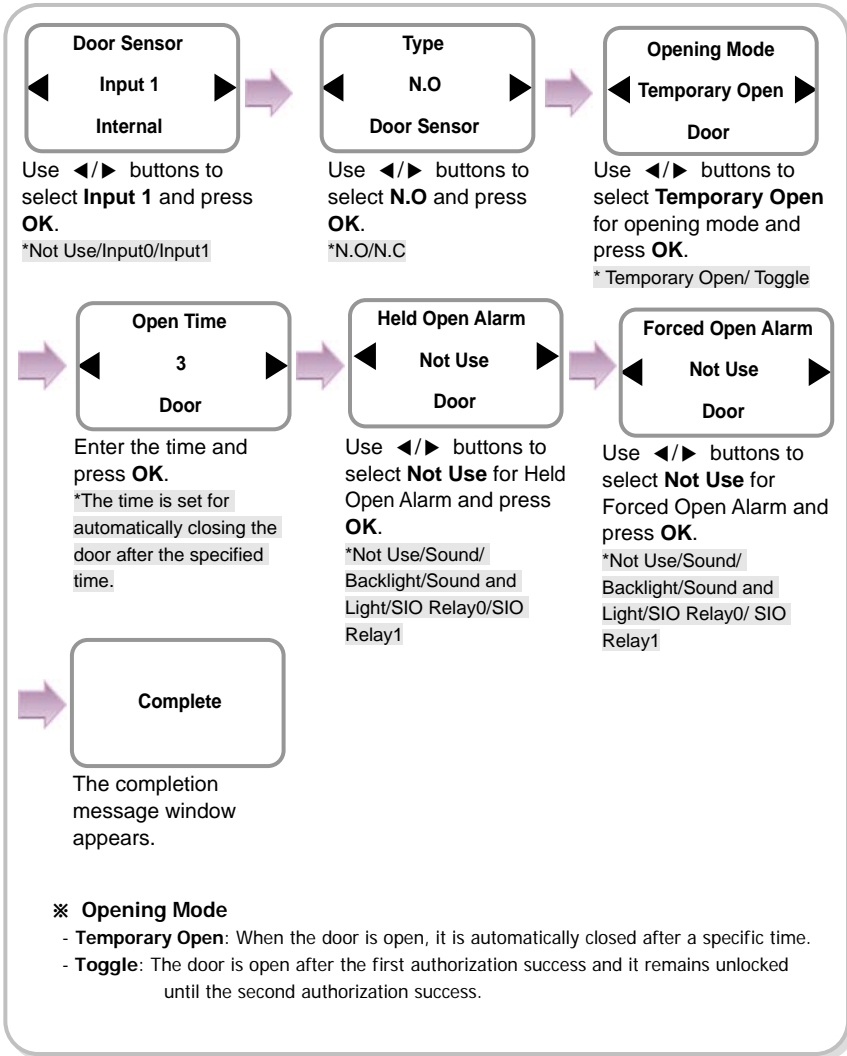 Door Sensor
◀ Input 1 ▶
Internal
Use ◀/▶ buttons to
select Input 1 and press
OK.
*Not Use/Input0/Input1
Type
◀ N.O ▶
Door Sensor
Use ◀/▶ buttons to
select N.O and press
OK.
*N.O/N.C
Opening Mode
◀ Temporary Open ▶
Door
Use ◀/▶ buttons to
select Temporary Open
for opening mode and
press OK.
* Temporary Open/ Toggle
Open Time
◀ 3 ▶
Door
Enter the time and
press OK.
*The time is set for
automatically closing the
door after the specified
time.
Held Open Alarm
◀ Not Use ▶
Door
Use ◀/▶ buttons to
select Not Use for Held
Open Alarm and press
OK.
*Not Use/Sound/
Backlight/Sound and
Light/SIO Relay0/SIO
Relay1
Forced Open Alarm
◀ Not Use ▶
Door
Use ◀/▶ buttons to
select Not Use for
Forced Open Alarm and
press OK.
*Not Use/Sound/
Backlight/Sound and
Light/SIO Relay0/ SIO
Relay1
Complete
The completion
message window
appears.
※ Opening Mode
- Temporary Open: When the door is open, it is automatically closed after a specific time.
- Toggle: The door is open after the first authorization success and it remains unlocked
until the second authorization success.